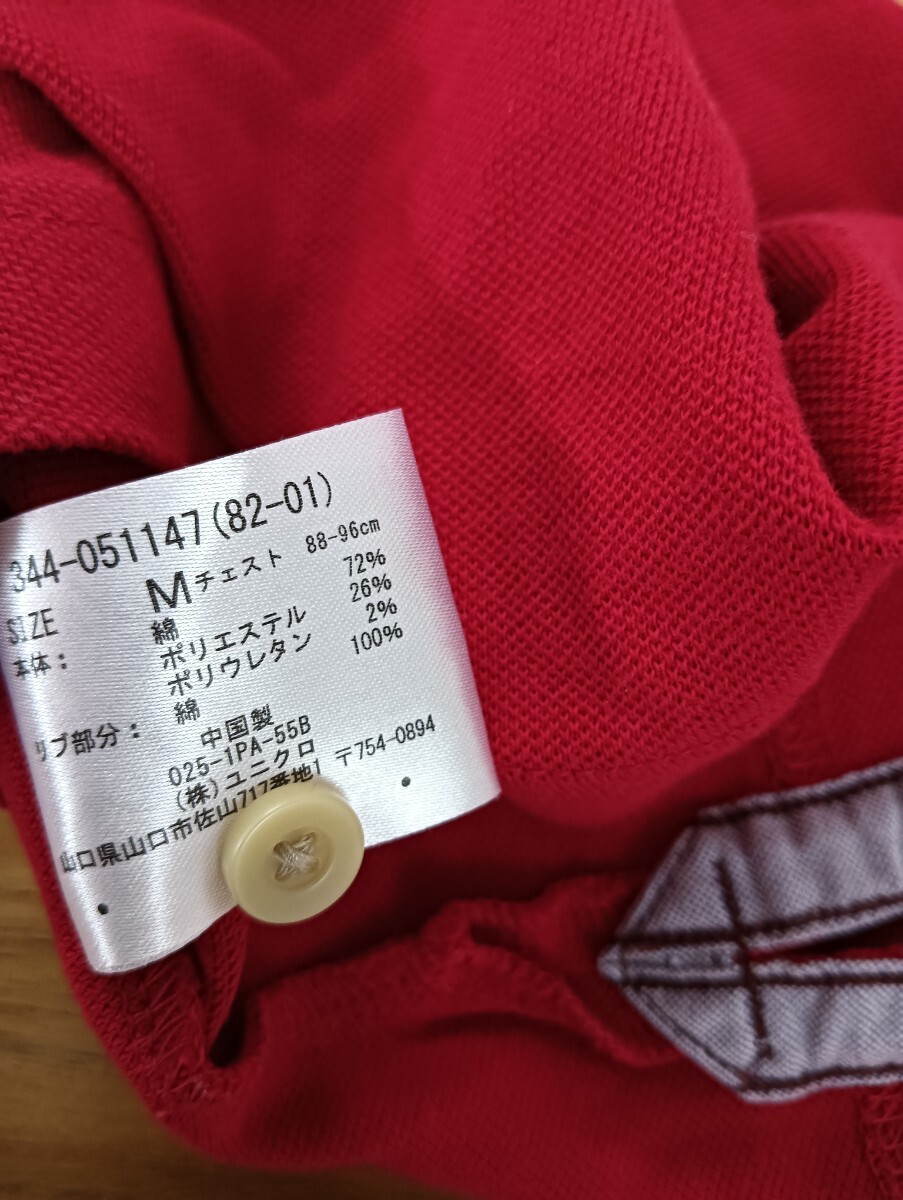 344-051147(82-01)
SIZE M チェスト 88-96cm
本体: 綿 72%
ポリエステル 26%
ポリウレタン 2%
リブ部分: 綿 100%
中国製
025-1PA-55B
(株)ユニクロ 〒754-0894
山口県山口市佐山717番地1